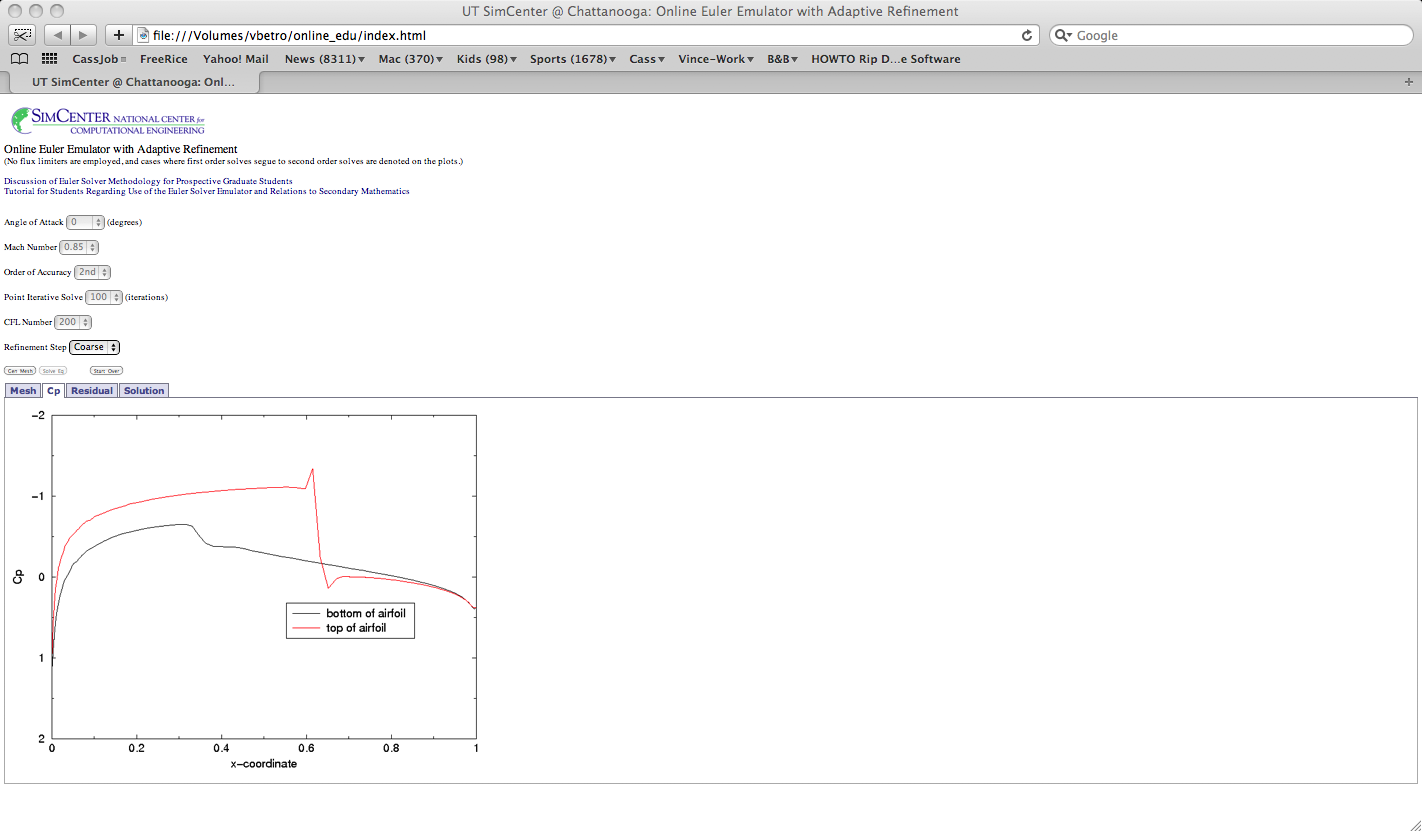 UT SimCenter @ Chattanooga: Online Euler Emulator with Adaptive Refinement
file:///Volumes/vbetro/online_edu/index.html
Google
CassJob FreeRice Yahoo! Mail News (8311) Mac (370) Kids (98) Sports (1678) Cass Vince-Work B&B HOWTO Rip D...e Software
UT SimCenter @ Chattanooga: Onl...
SIMCENTER NATIONAL CENTER for
COMPUTATIONAL ENGINEERING
Online Euler Emulator with Adaptive Refinement
(No flux limiters are employed, and cases where first order solves segue to second order solves are denoted on the plots.)
Discussion of Euler Solver Methodology for Prospective Graduate Students
Tutorial for Students Regarding Use of the Euler Solver Emulator and Relations to Secondary Mathematics
Angle of Attack 0 (degrees)
Mach Number 0.85
Order of Accuracy 2nd
Point Iterative Solve 100 (iterations)
CFL Number 200
Refinement Step Coarse
Gen Mesh Solve Eq Start Over
Mesh Cp Residual Solution
-2
-1
0
1
2
Cp
bottom of airfoil
top of airfoil
0 0.2 0.4 0.6 0.8 1
x-coordinate